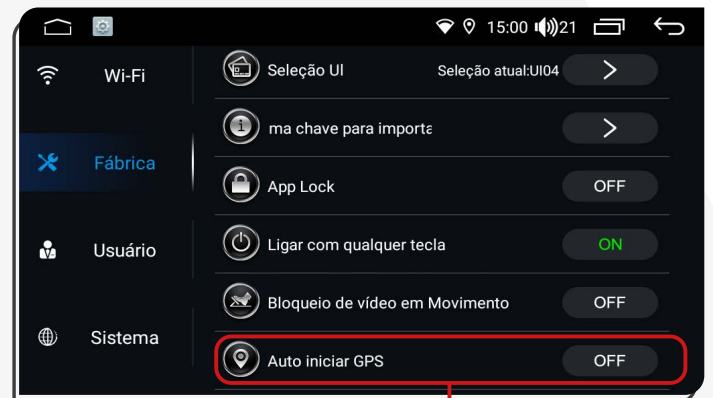 15:00 21
Wi-Fi
Seleção UI Seleção atual:UI04
ma chave para importa
Fábrica
App Lock OFF
Usuário
Ligar com qualquer tecla ON
Bloqueio de vídeo em Movimento OFF
Sistema
Auto iniciar GPS OFF